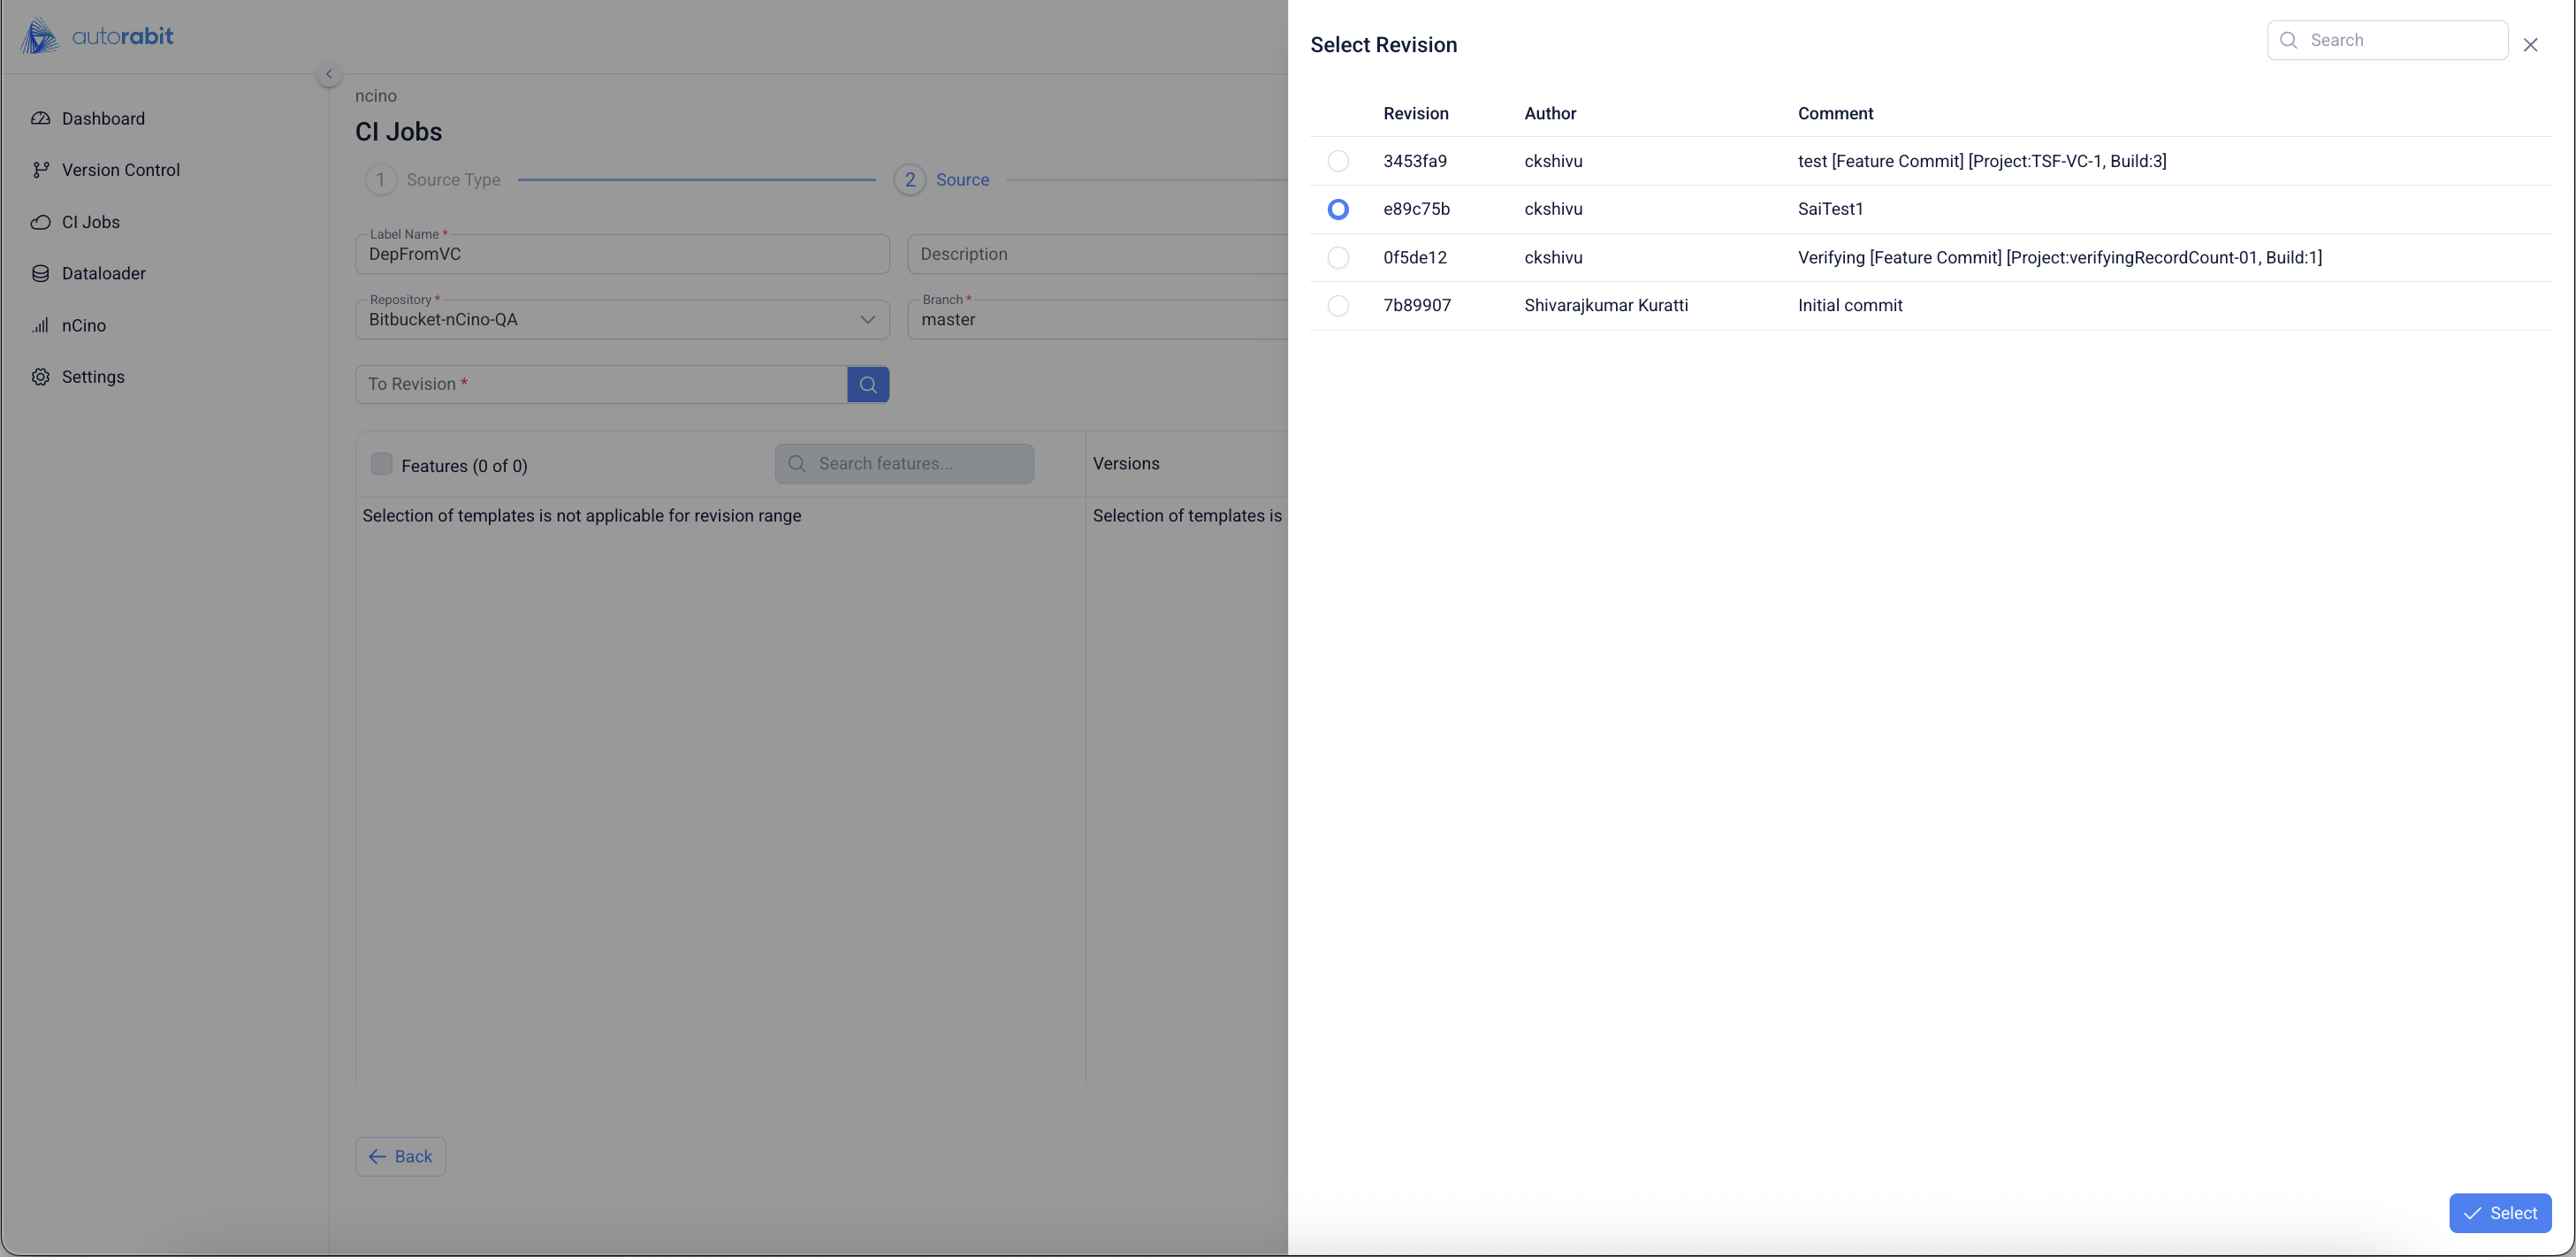 autorabit
Dashboard
Version Control
CI Jobs
Dataloader
nCino
Settings
ncino
CI Jobs
1 Source Type
2 Source
Label Name *
DepFromVC
Description
Repository *
Bitbucket-nCino-QA
Branch *
master
To Revision *
Features (0 of 0)
Search features...
Versions
Selection of templates is not applicable for revision range
Selection of templates is
Back
Select Revision
Search
Revision Author Comment
3453fa9 ckshivu test [Feature Commit] [Project:TSF-VC-1, Build:3]
e89c75b ckshivu SaiTest1
0f5de12 ckshivu Verifying [Feature Commit] [Project:verifyingRecordCount-01, Build:1]
7b89907 Shivarajkumar Kuratti Initial commit
Select